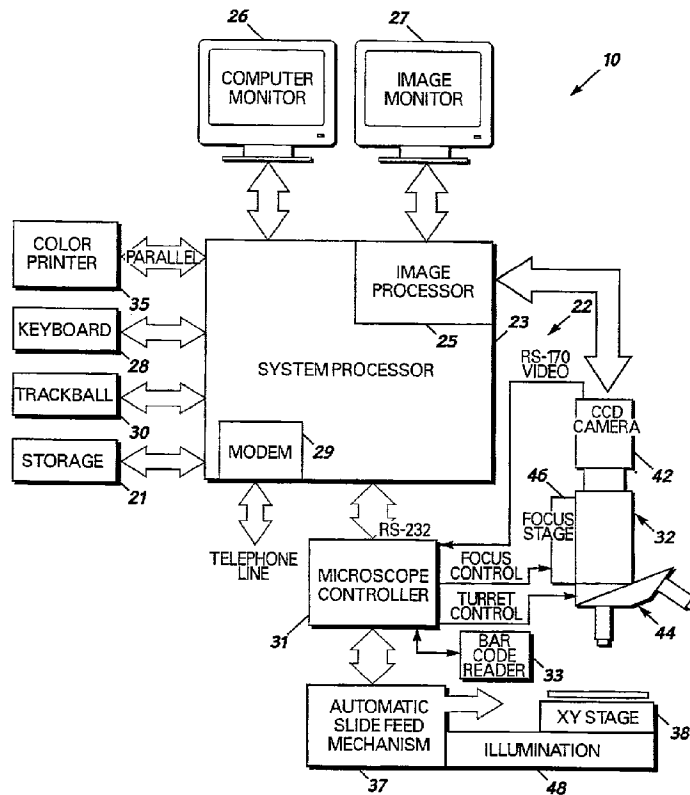 26
27
10
COMPUTER
MONITOR
IMAGE
MONITOR
COLOR
PRINTER
35
PARALLEL
IMAGE
PROCESSOR
25
23
22
KEYBOARD
28
RS-170
VIDEO
SYSTEM PROCESSOR
TRACKBALL
30
CCD
CAMERA
42
STORAGE
21
MODEM
29
46
FOCUS
STAGE
32
TELEPHONE
LINE
RS-232
MICROSCOPE
CONTROLLER
31
FOCUS
CONTROL
TURRET
CONTROL
44
BAR
CODE
READER
33
AUTOMATIC
SLIDE FEED
MECHANISM
37
XY STAGE
38
ILLUMINATION
48